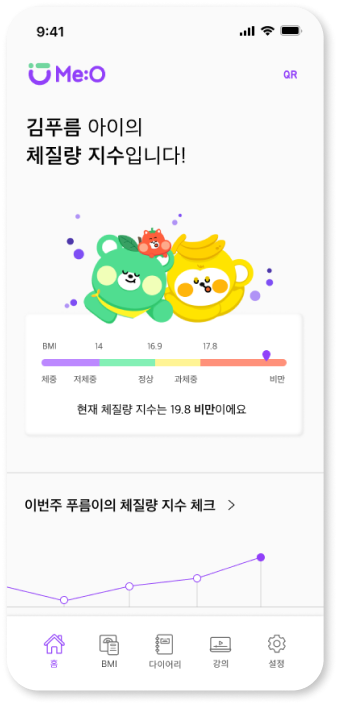 9:41
Me:O
QR
김푸름 아이의
체질량 지수입니다!
BMI 14 16.9 17.8
체중 저체중 정상 과체중 비만
현재 체질량 지수는 19.8 비만이에요
이번주 푸름이의 체질량 지수 체크 >
홈 BMI 다이어리 강의 설정